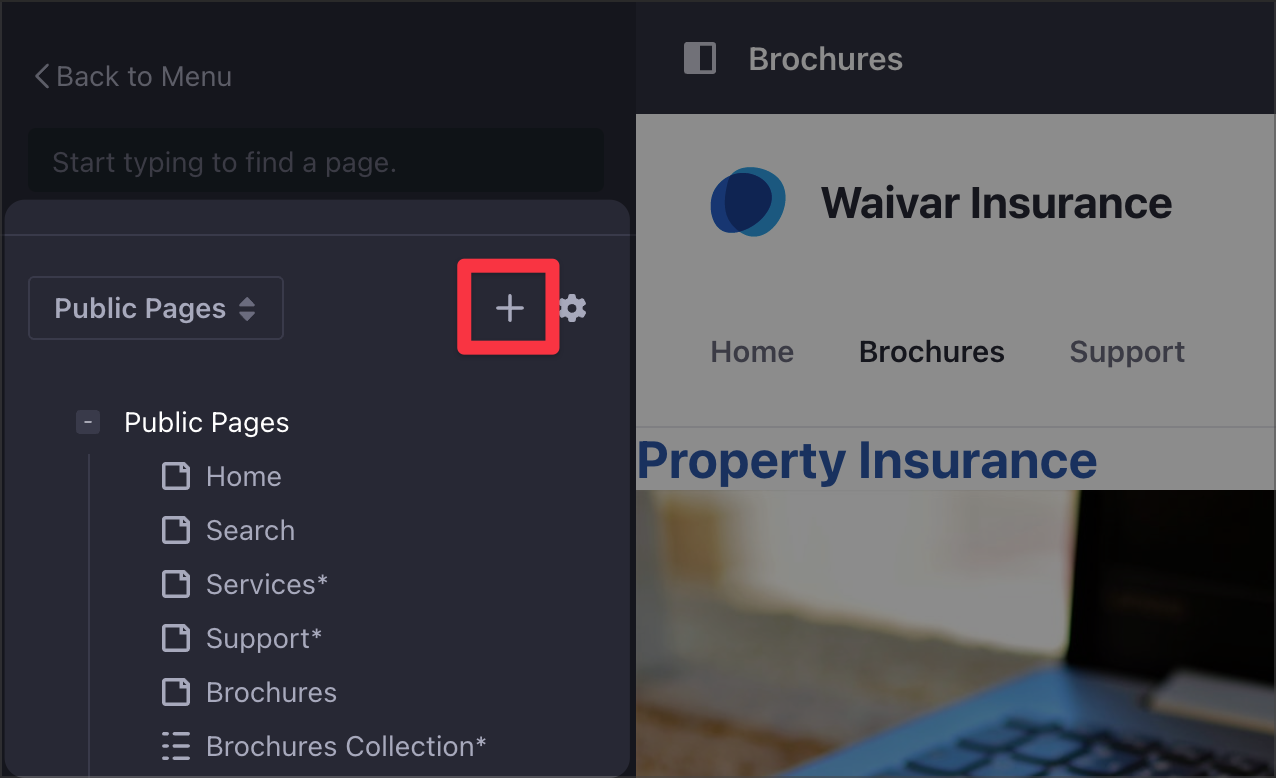 Back to Menu
Start typing to find a page.
Public Pages
Public Pages
Home
Search
Services*
Support*
Brochures
Brochures Collection*
Brochures
Waivar Insurance
Home Brochures Support
Property Insurance